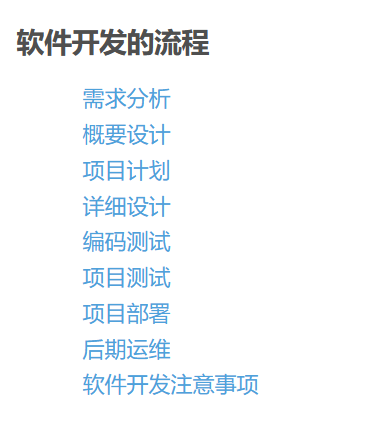 软件开发的流程
需求分析
概要设计
项目计划
详细设计
编码测试
项目测试
项目部署
后期运维
软件开发注意事项